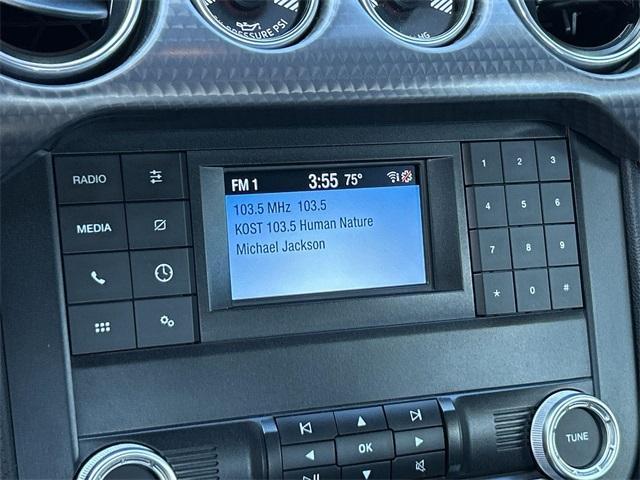 PRESSURE PSI
HG
RADIO
MEDIA
FM 1 3:55 75°
103.5 MHz 103.5
KOST 103.5 Human Nature
Michael Jackson
1 2 3
4 5 6
7 8 9
* 0 #
OK
TUNE